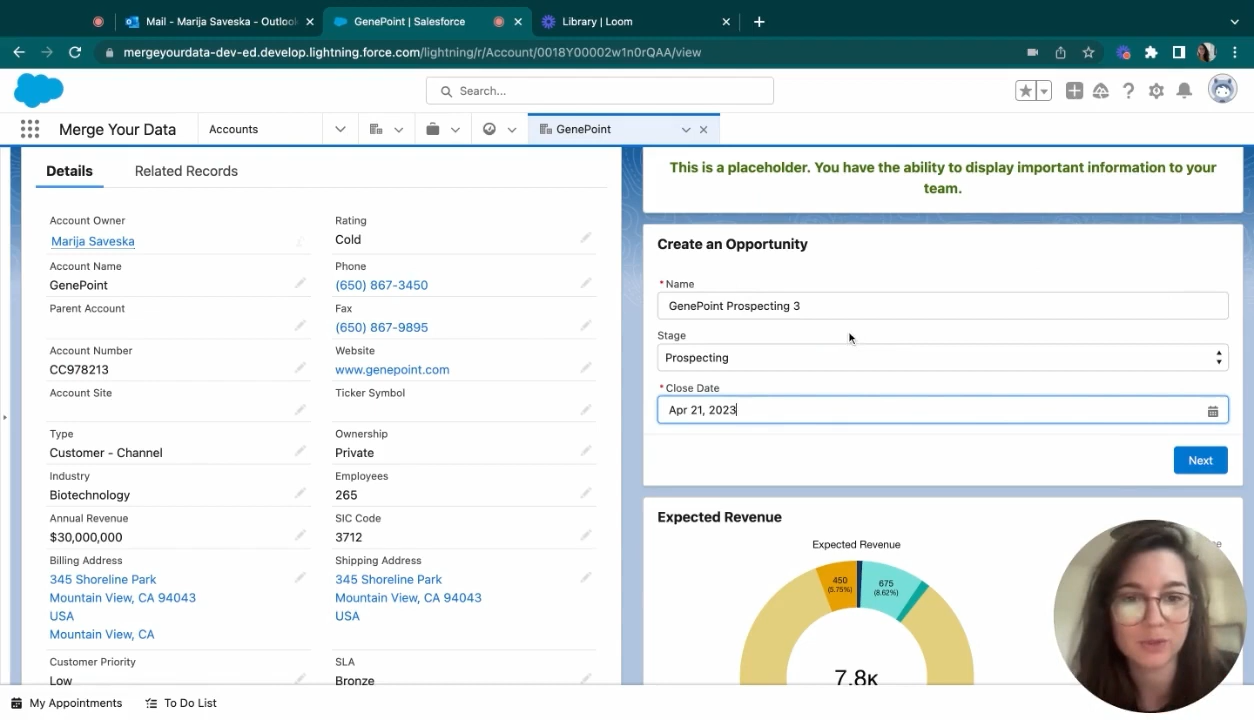 Mail - Marija Saveska - Outlook
GenePoint | Salesforce
Library | Loom
mergeyourdata-dev-ed.develop.lightning.force.com/lightning/r/Account/0018Y00002w1n0rQAA/view
Search...
Merge Your Data
Accounts
GenePoint
Details
Related Records
Account Owner
Marija Saveska
Rating
Cold
Account Name
GenePoint
Phone
(650) 867-3450
Parent Account
Fax
(650) 867-9895
Account Number
CC978213
Website
www.genepoint.com
Account Site
Ticker Symbol
Type
Customer - Channel
Ownership
Private
Industry
Biotechnology
Employees
265
Annual Revenue
$30,000,000
SIC Code
3712
Billing Address
345 Shoreline Park
Mountain View, CA 94043
USA
Mountain View, CA
Shipping Address
345 Shoreline Park
Mountain View, CA 94043
USA
Customer Priority
Low
SLA
Bronze
This is a placeholder. You have the ability to display important information to your
team.
Create an Opportunity
* Name
GenePoint Prospecting 3
Stage
Prospecting
* Close Date
Apr 21, 2023
Next
Expected Revenue
Expected Revenue
450
(5.75%)
675
(8.62%)
7.8K
My Appointments
To Do List